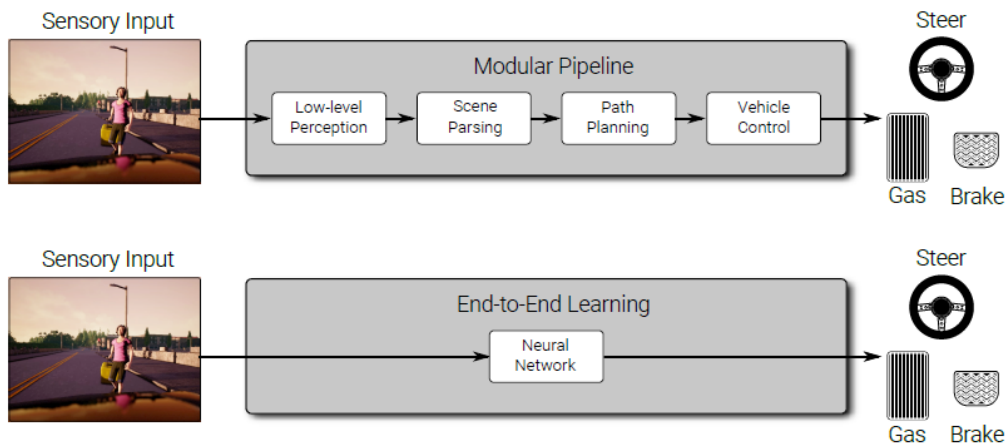 Sensory Input
Steer
Modular Pipeline
Low-level
Perception
Scene
Parsing
Path
Planning
Vehicle
Control
Gas
Brake
Sensory Input
Steer
End-to-End Learning
Neural
Network
Gas
Brake